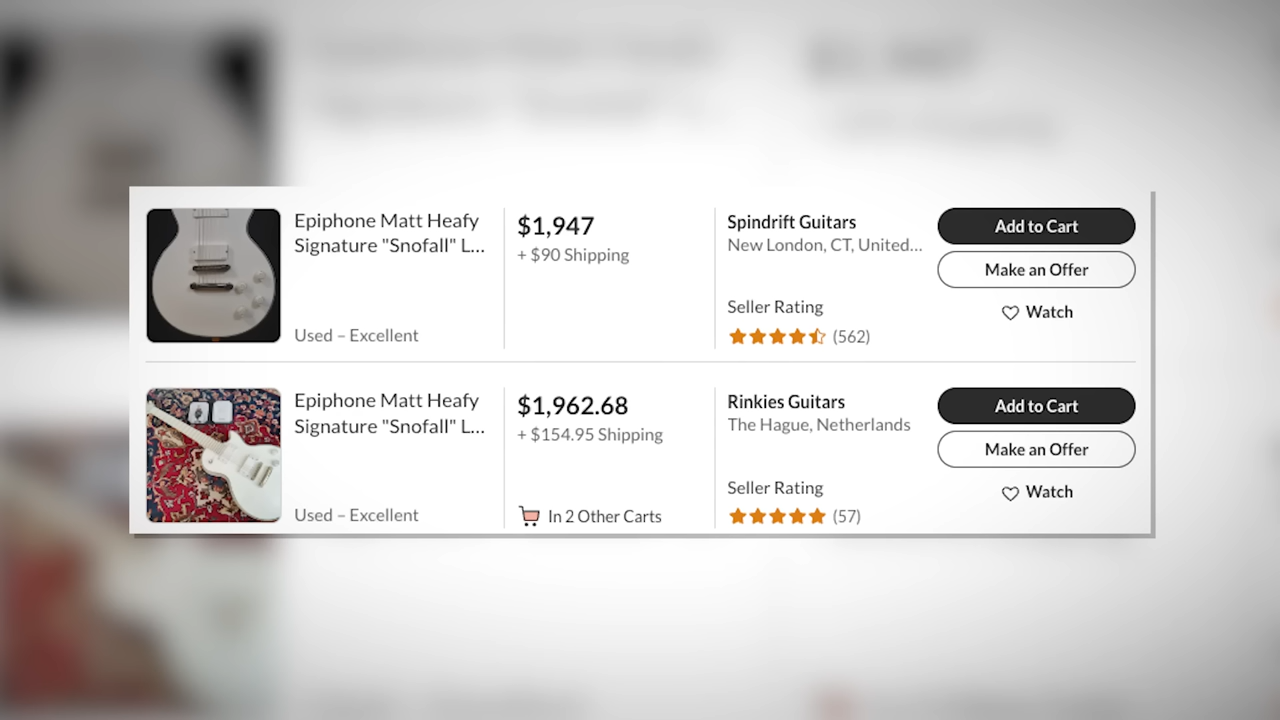 Epiphone Matt Heafy
Signature "Snofall" L...
Used – Excellent
$1,947
+ $90 Shipping
Spindrift Guitars
New London, CT, United...
Seller Rating
(562)
Add to Cart
Make an Offer
Watch
Epiphone Matt Heafy
Signature "Snofall" L...
Used – Excellent
$1,962.68
+ $154.95 Shipping
In 2 Other Carts
Rinkies Guitars
The Hague, Netherlands
Seller Rating
(57)
Add to Cart
Make an Offer
Watch